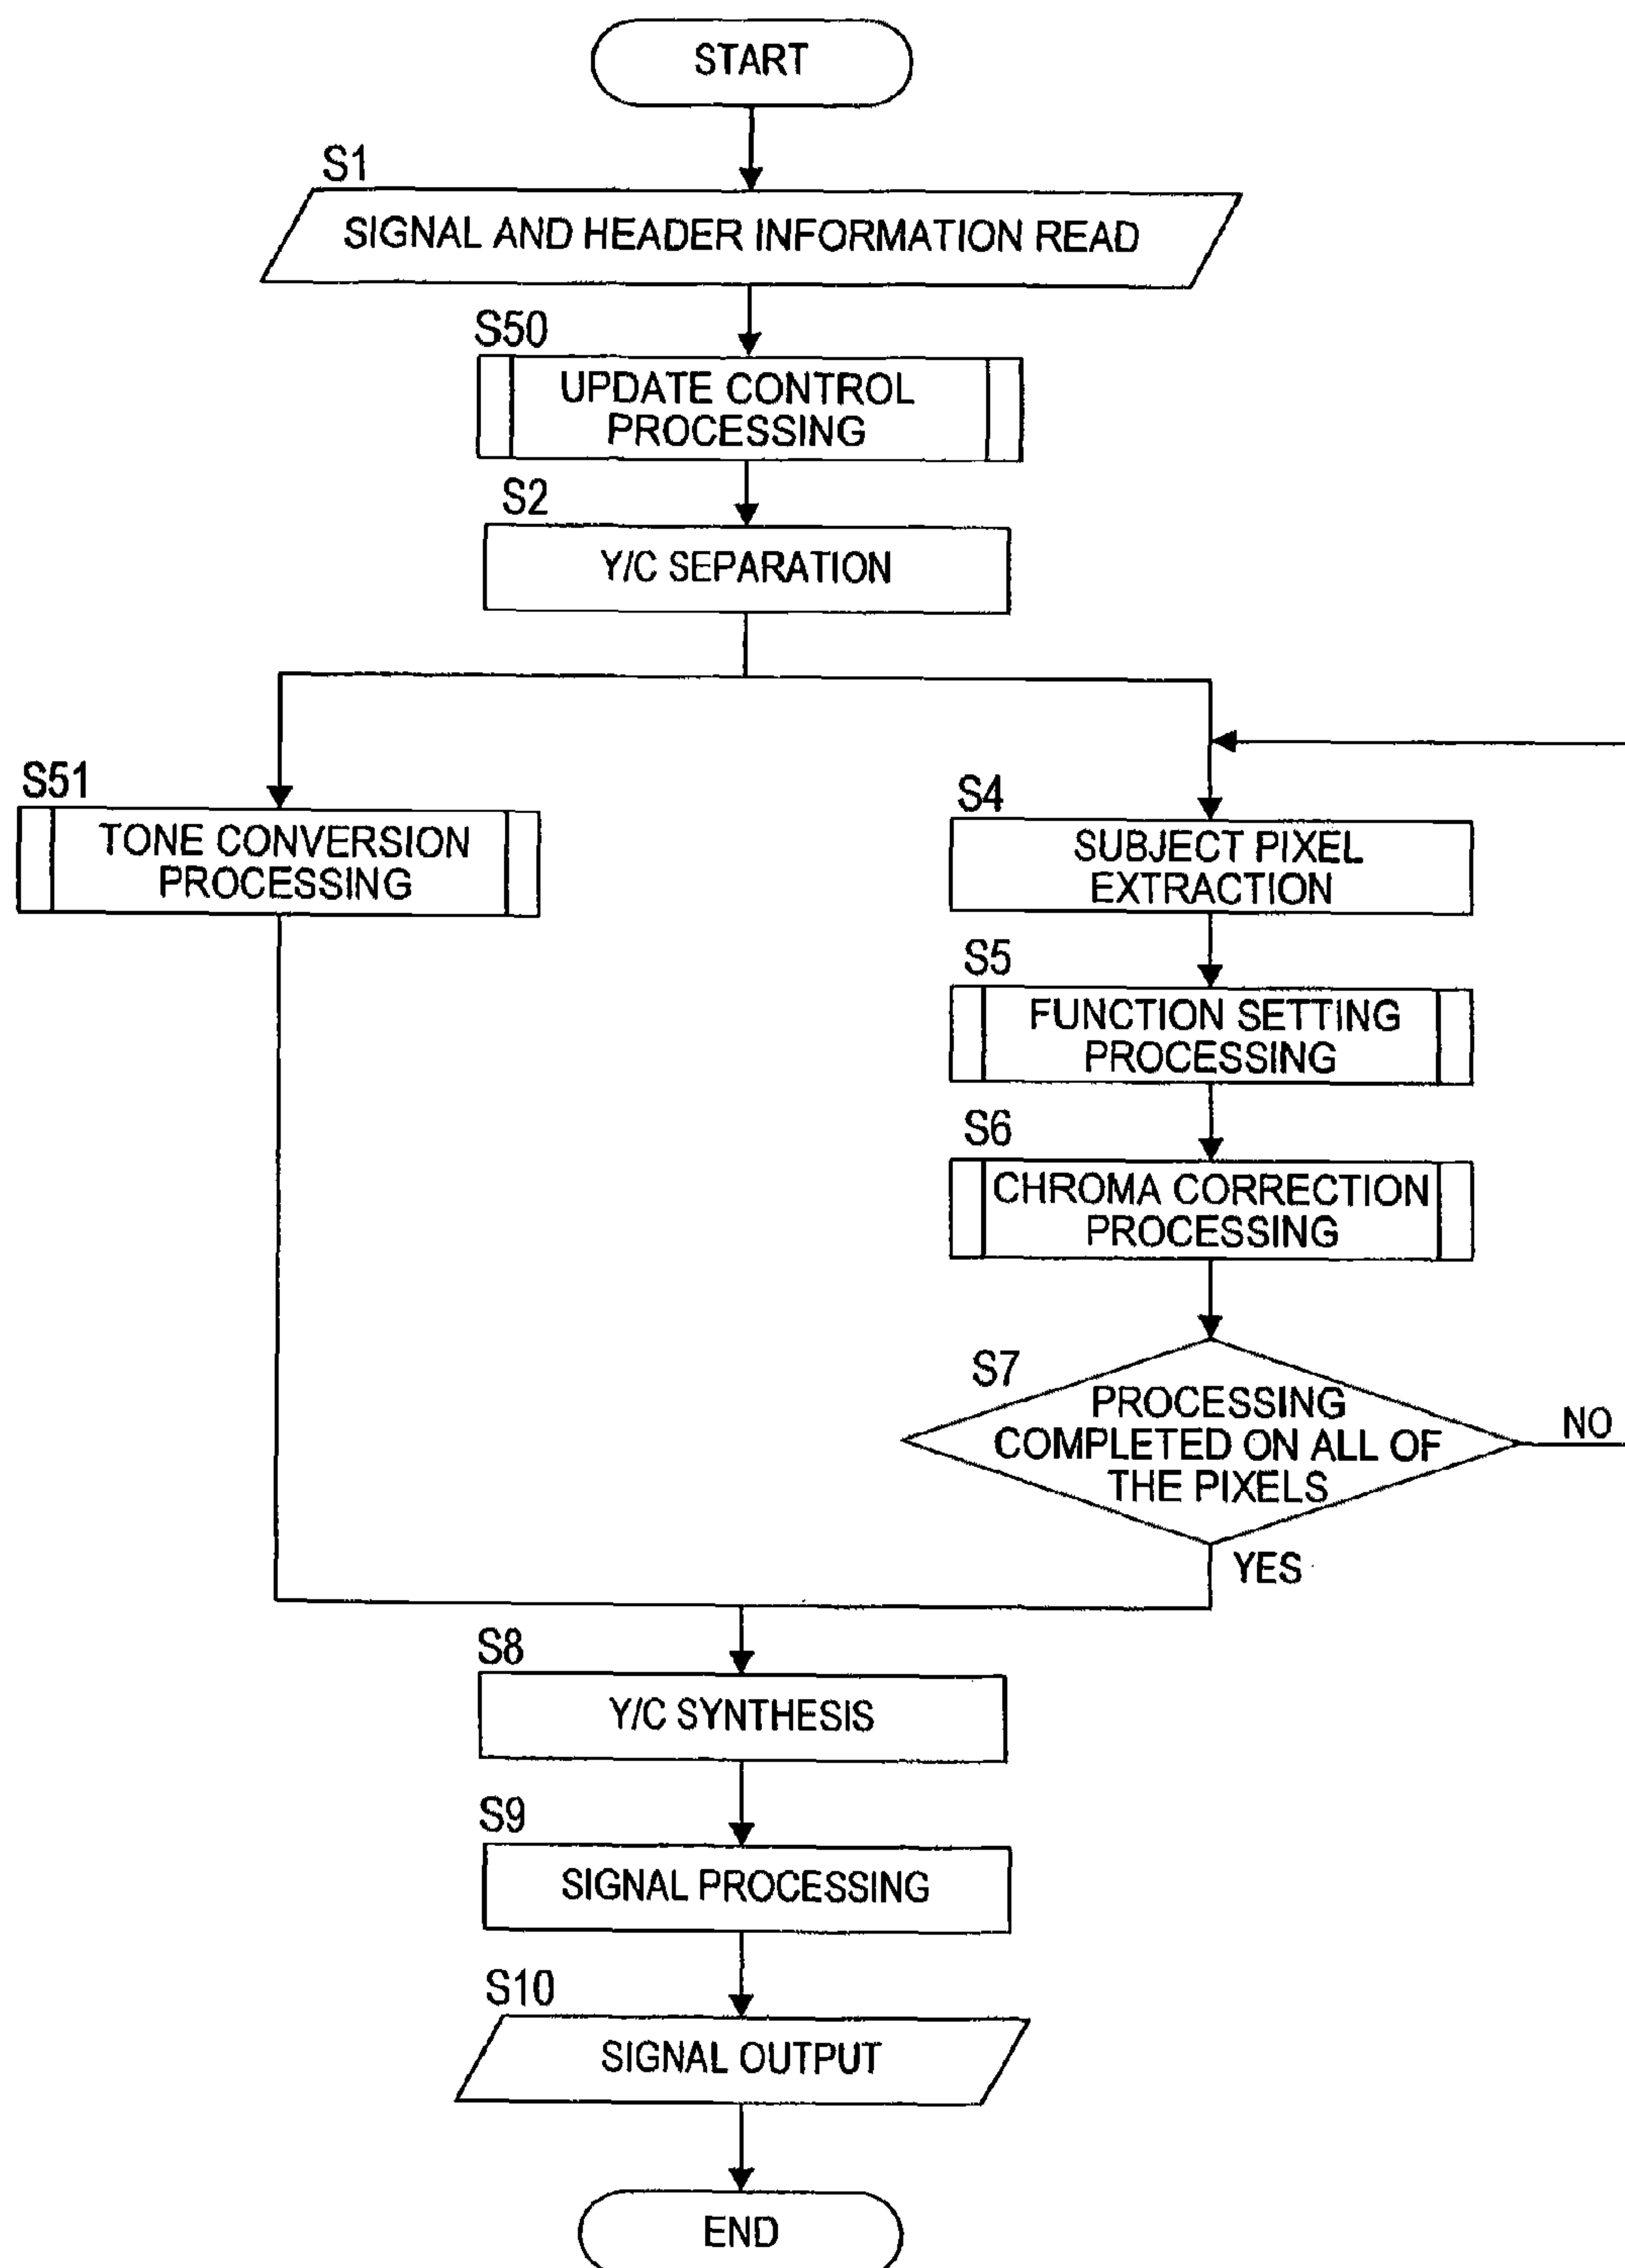 START
S1
SIGNAL AND HEADER INFORMATION READ
S50
UPDATE CONTROL
PROCESSING
S2
Y/C SEPARATION
S51
TONE CONVERSION
PROCESSING
S4
SUBJECT PIXEL
EXTRACTION
S5
FUNCTION SETTING
PROCESSING
S6
CHROMA CORRECTION
PROCESSING
S7
PROCESSING
COMPLETED ON ALL OF
THE PIXELS
NO
YES
S8
Y/C SYNTHESIS
S9
SIGNAL PROCESSING
S10
SIGNAL OUTPUT
END